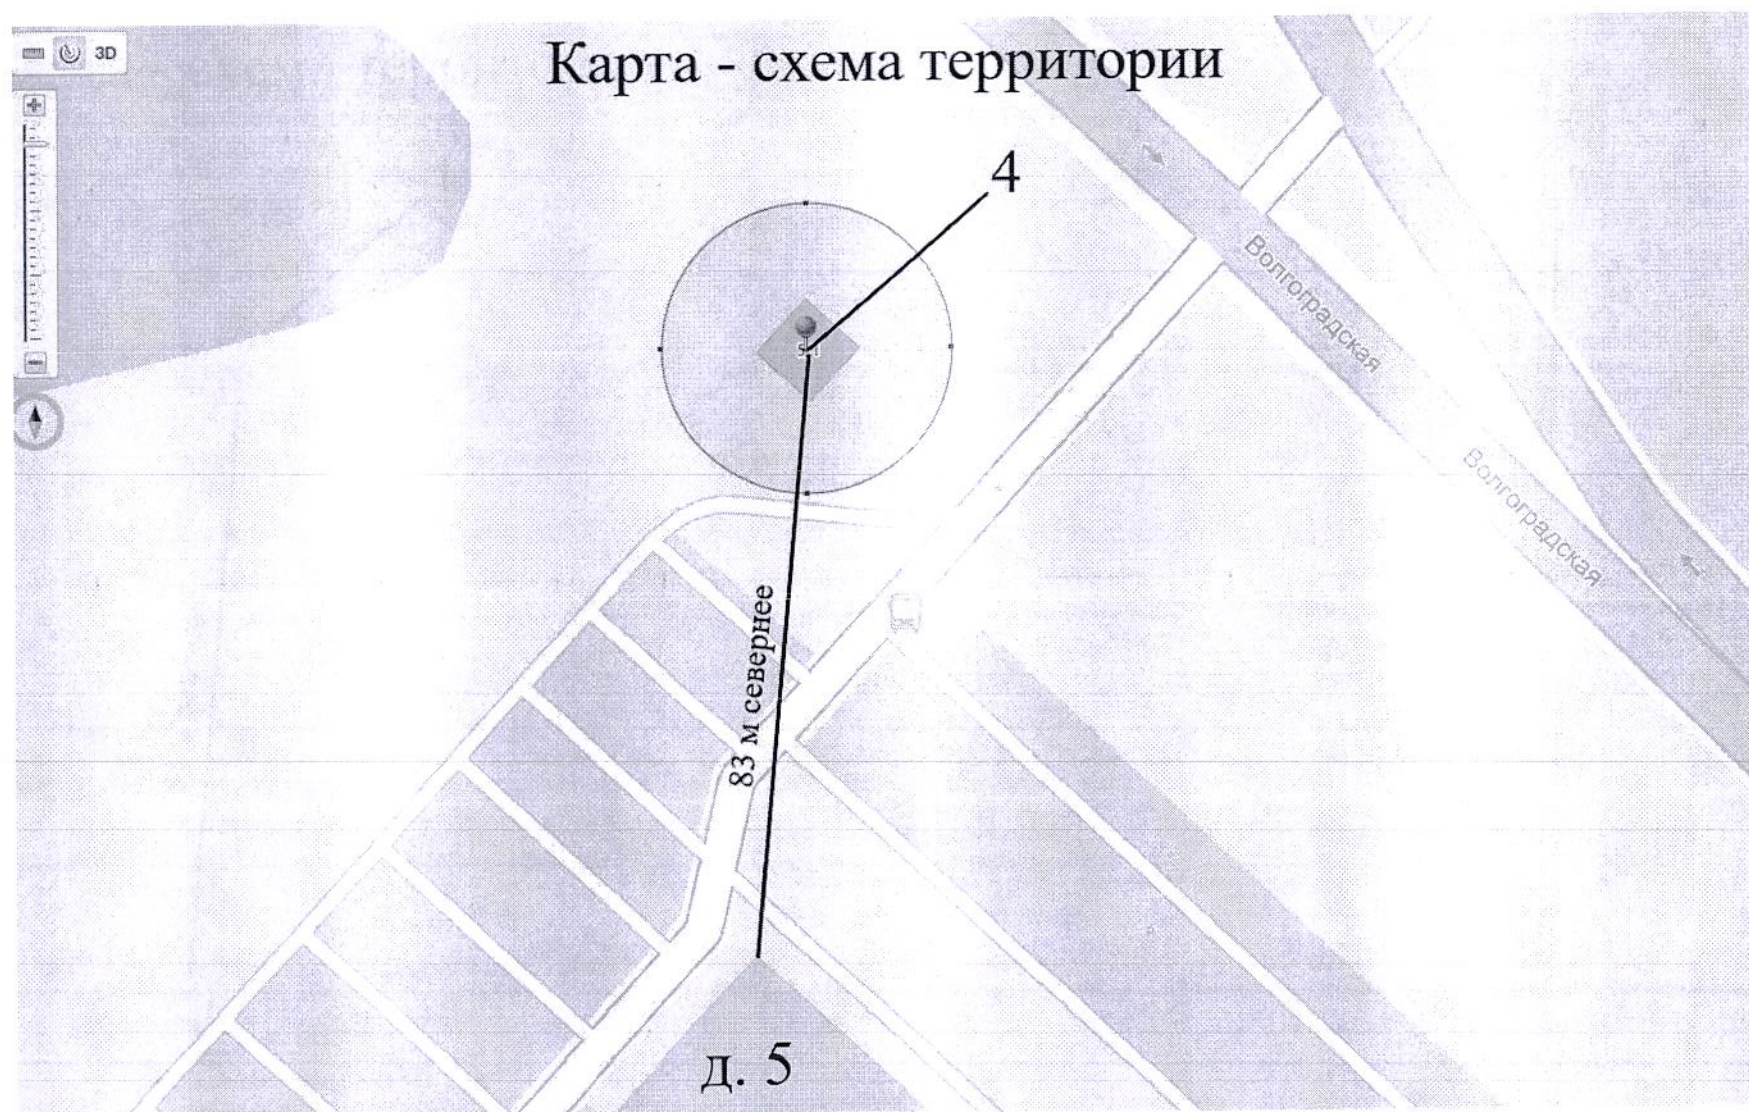 3D
Карта - схема территории
4
Волгоградская
Волгоградская
83 м севернее
д. 5